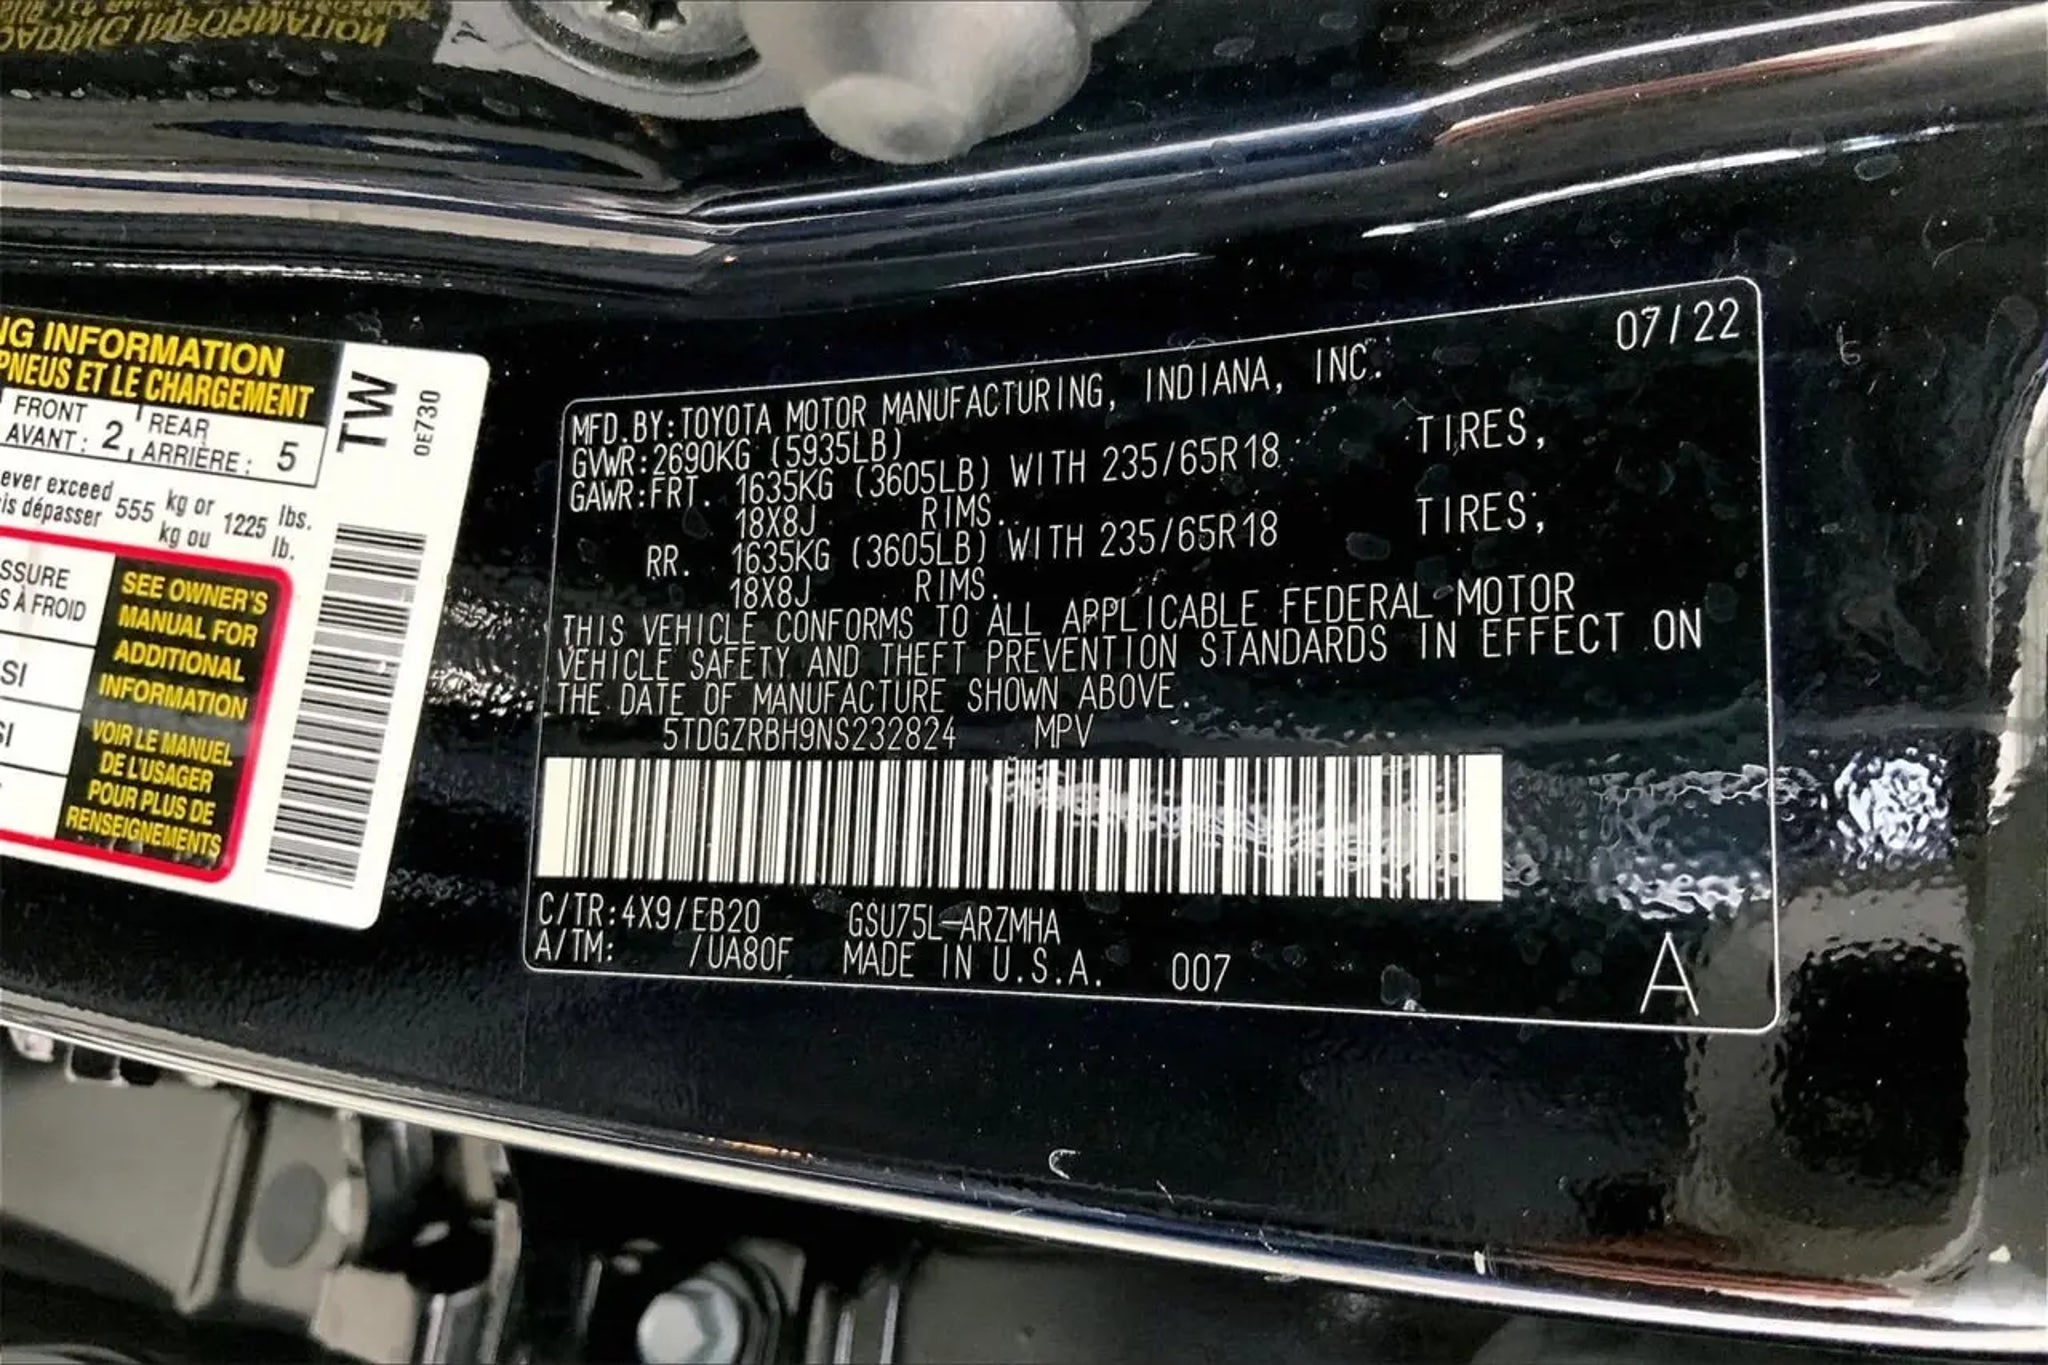 OADING INFORMATION
NG INFORMATION
PNEUS ET LE CHARGEMENT
FRONT
AVANT : 2, REAR
ARRIÈRE : 5
ever exceed 555 kg or 1225 lbs.
is dépasser kg ou lb.
SSURE
S À FROID
SI
SI
SEE OWNER'S
MANUAL FOR
ADDITIONAL
INFORMATION
VOIR LE MANUEL
DE L'USAGER
POUR PLUS DE
RENSEIGNEMENTS
TW
0E730
07/22
MFD.BY:TOYOTA MOTOR MANUFACTURING, INDIANA, INC.
GVWR:2690KG (5935LB)
GAWR:FRT. 1635KG (3605LB) WITH 235/65R18 TIRES,
18X8J RIMS.
RR. 1635KG (3605LB) WITH 235/65R18 TIRES,
18X8J RIMS.
THIS VEHICLE CONFORMS TO ALL APPLICABLE FEDERAL MOTOR
VEHICLE SAFETY AND THEFT PREVENTION STANDARDS IN EFFECT ON
THE DATE OF MANUFACTURE SHOWN ABOVE.
5TDGZRBH9NS232824 MPV
C/TR:4X9/EB20 GSU75L-ARZMHA
A/TM: /UA80F MADE IN U.S.A. 007
A